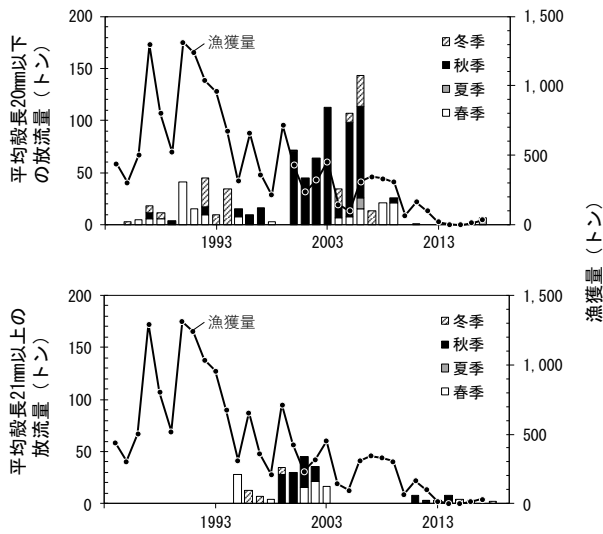 平均殻長20mm以下
の放流量（トン）
200
150
100
50
0
1,500
1,000
500
0
漁獲量
冬季
秋季
夏季
春季
1993
2003
2013
漁獲量（トン）
平均殻長21mm以上の
放流量（トン）
200
150
100
50
0
1,500
1,000
500
0
漁獲量
冬季
秋季
夏季
春季
1993
2003
2013